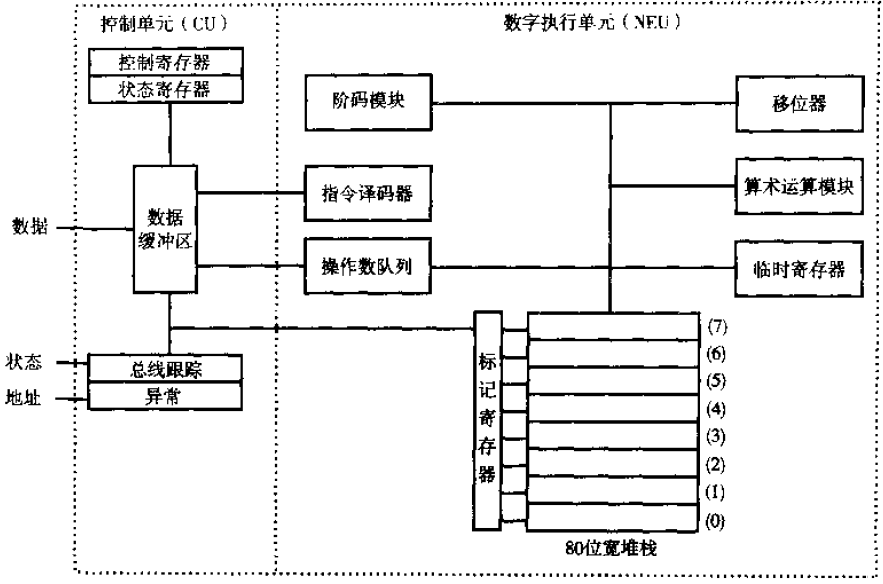 控制单元（CU）
数字执行单元（NEU）
控制寄存器
状态寄存器
阶码模块
移位器
指令译码器
算术运算模块
数据
数据
缓冲区
操作数队列
临时寄存器
状态
总线跟踪
地址
异常
标
记
寄
存
器
(7)
(6)
(5)
(4)
(3)
(2)
(1)
(0)
80位宽堆栈